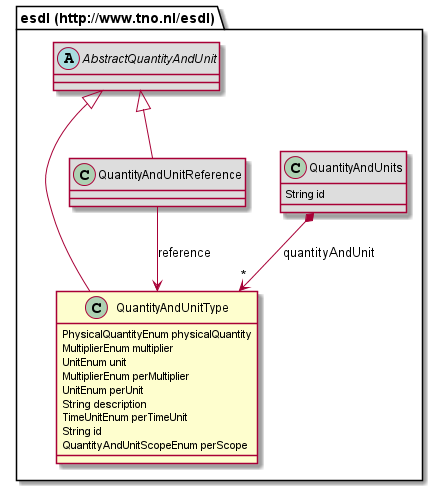 esdl (http://www.tno.nl/esdl)
A AbstractQuantityAndUnit
C QuantityAndUnitReference
C QuantityAndUnits
String id
reference
quantityAndUnit
*
C QuantityAndUnitType
PhysicalQuantityEnum physicalQuantity
MultiplierEnum multiplier
UnitEnum unit
MultiplierEnum perMultiplier
UnitEnum perUnit
String description
TimeUnitEnum perTimeUnit
String id
QuantityAndUnitScopeEnum perScope